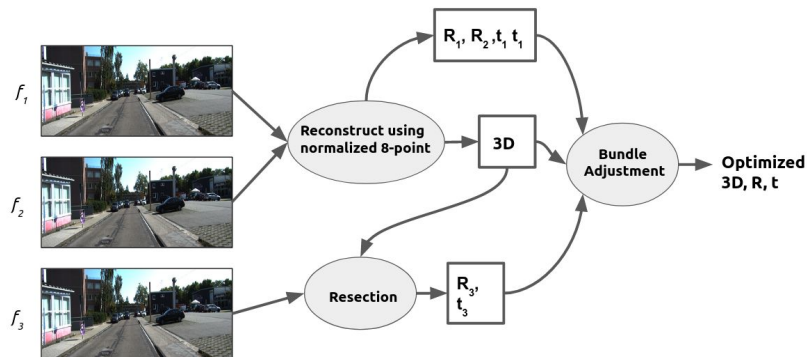 R1, R2 ,t1 t1
f1
Reconstruct using
normalized 8-point
3D
Bundle
Adjustment
Optimized
3D, R, t
f2
f3
Resection
R3,
t3